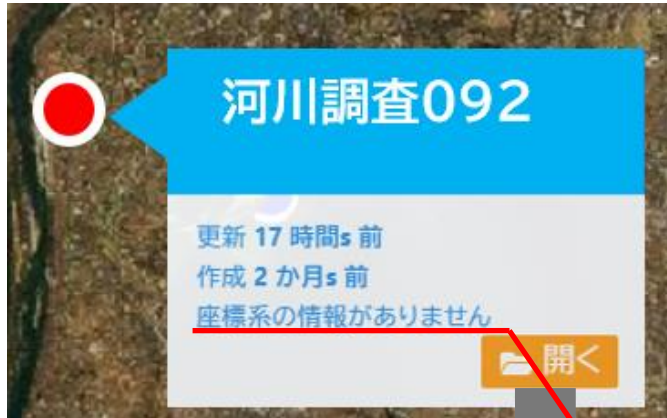 河川調査092
更新 17 時間s 前
作成 2 か月s 前
座標系の情報がありません
開く